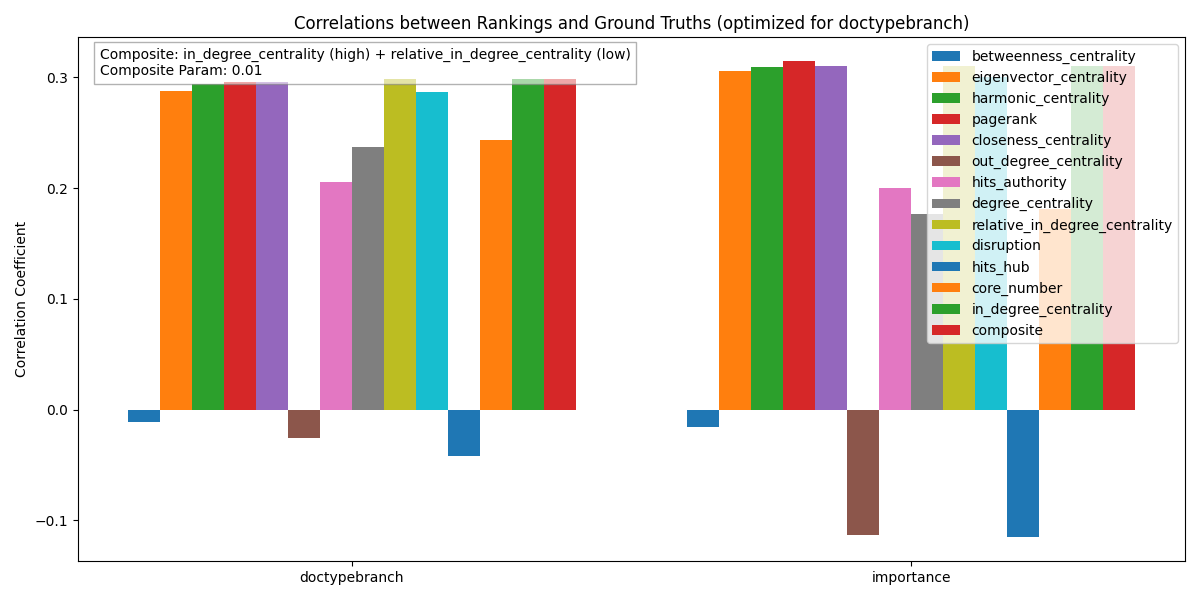 Correlations between Rankings and Ground Truths (optimized for doctypebranch)
Composite: in_degree_centrality (high) + relative_in_degree_centrality (low)
Composite Param: 0.01
betweenness_centrality
eigenvector_centrality
harmonic_centrality
pagerank
closeness_centrality
out_degree_centrality
hits_authority
degree_centrality
relative_in_degree_centrality
disruption
hits_hub
core_number
in_degree_centrality
composite
Correlation Coefficient
0.3
0.2
0.1
0.0
−0.1
doctypebranch
importance